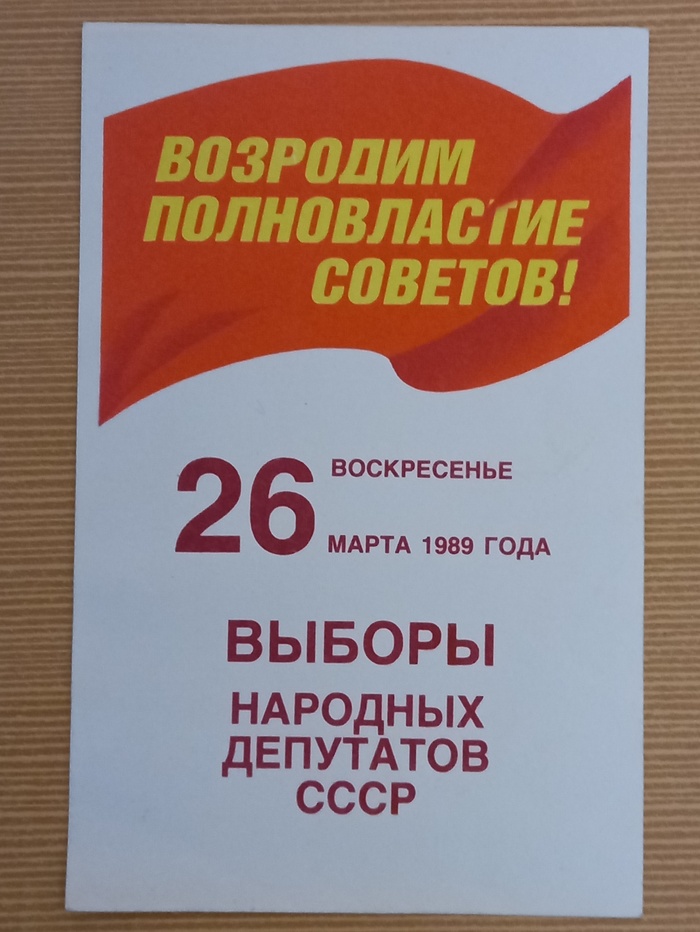 ВОЗРОДИМ
ПОЛНОВЛАСТИЕ
СОВЕТОВ!
26
ВОСКРЕСЕНЬЕ
МАРТА 1989 ГОДА
ВЫБОРЫ
НАРОДНЫХ
ДЕПУТАТОВ
СССР